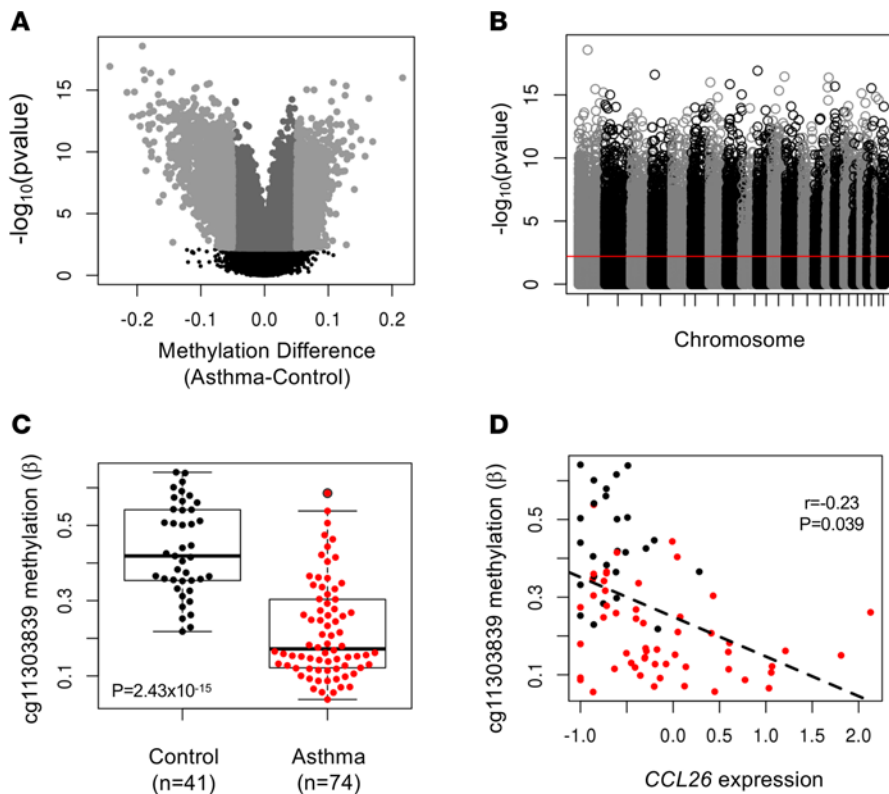 A
-log10(pvalue)
15
10
5
0
-0.2 -0.1 0.0 0.1 0.2
Methylation Difference
(Asthma-Control)
B
-log10(pvalue)
15
10
5
0
Chromosome
C
cg11303839 methylation (β)
0.5
0.3
0.1
P=2.43x10-15
Control
(n=41)
Asthma
(n=74)
D
cg11303839 methylation (β)
0.5
0.3
0.1
r=-0.23
P=0.039
-1.0 0.0 0.5 1.0 1.5 2.0
CCL26 expression